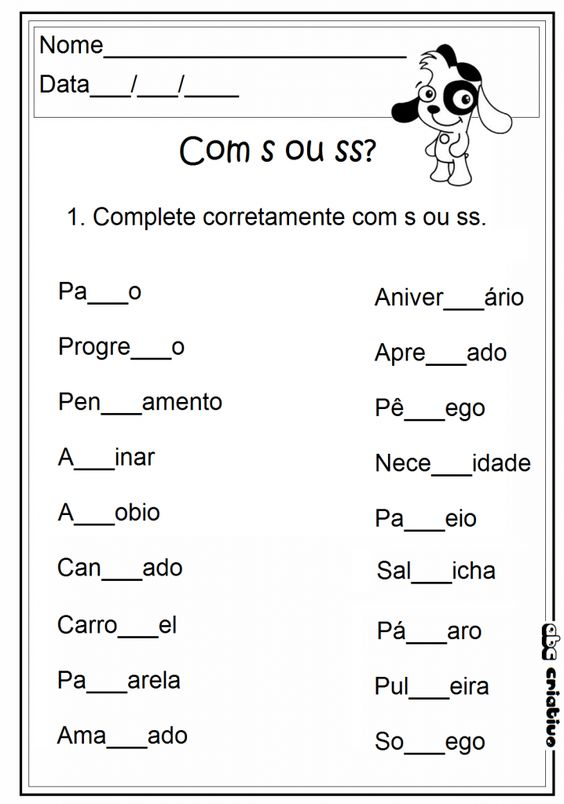 Nome______________________
Data___/___/____
Com s ou ss?
1. Complete corretamente com s ou ss.
Pa___o
Progre___o
Pen___amento
A___inar
A___obio
Can___ado
Carro___el
Pa___arela
Ama___ado
Aniver___ário
Apre___ado
Pê___ego
Nece___idade
Pa___eio
Sal___icha
Pá___aro
Pul___eira
So___ego
abc criativo